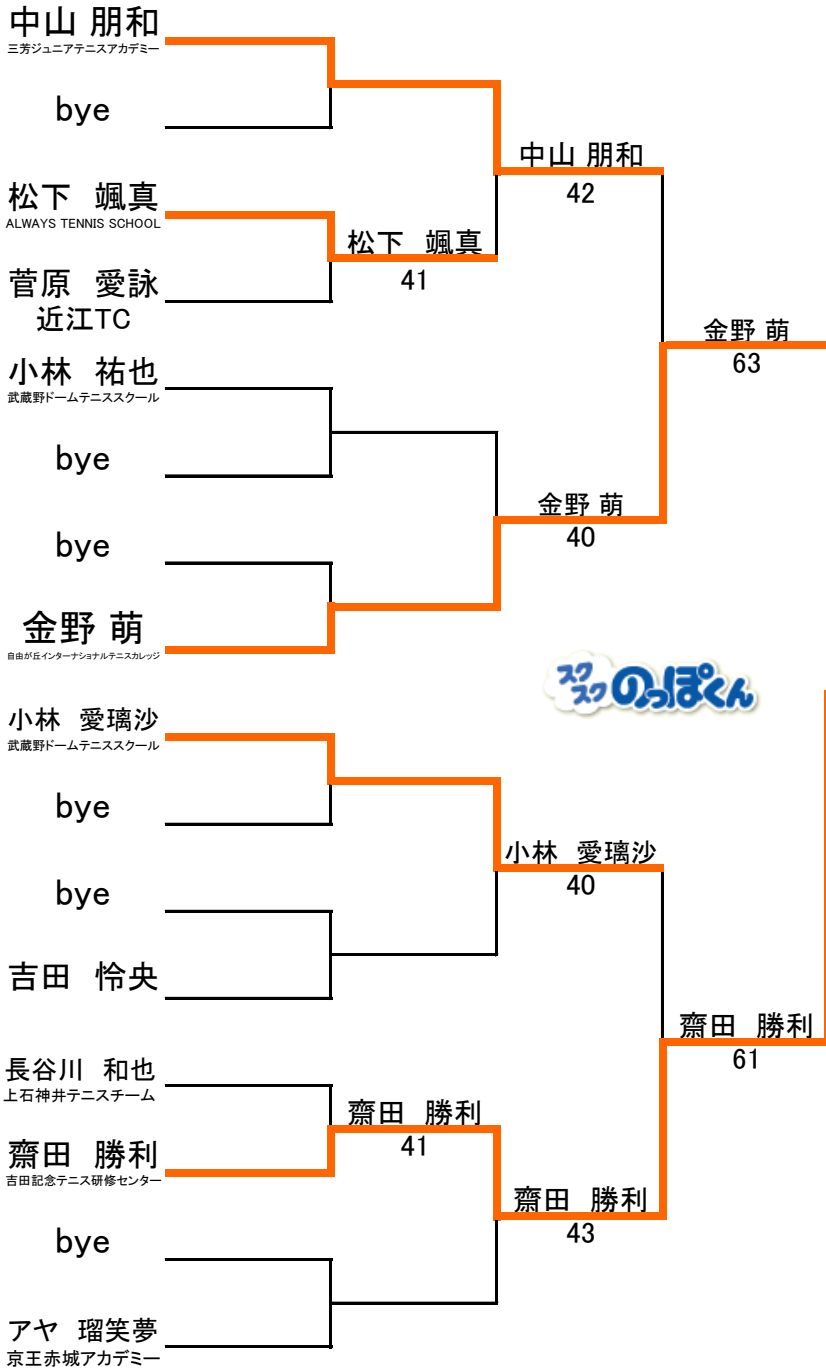 中山 朋和
三芳ジュニアテニスアカデミー
bye
松下　颯真
ALWAYS TENNIS SCHOOL
菅原　愛詠
近江TC
小林　祐也
武蔵野ドームテニススクール
bye
bye
金野 萌
自由が丘インターナショナルテニスカレッジ
小林　愛璃沙
武蔵野ドームテニススクール
bye
bye
吉田　怜央
長谷川　和也
上石神井テニスチーム
齋田　勝利
吉田記念テニス研修センター
bye
アヤ　瑠笑夢
京王赤城アカデミー
松下　颯真
41
齋田　勝利
41
中山 朋和
42
金野 萌
40
小林　愛璃沙
40
齋田　勝利
43
金野 萌
63
齋田　勝利
61
スクスクのっぽくん